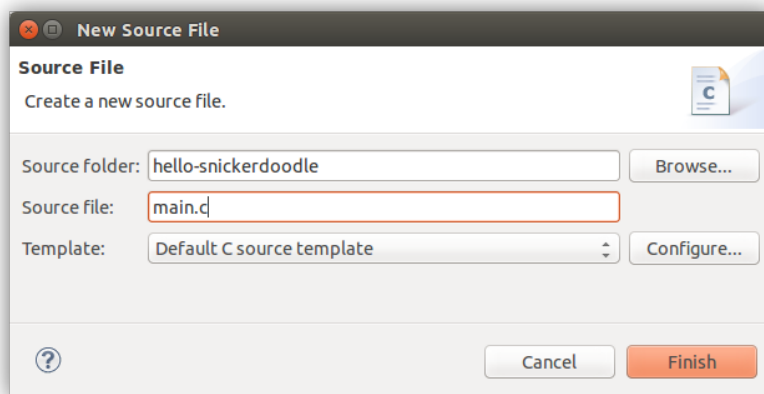 New Source File
Source File
Create a new source file.
C
Source folder: hello-snickerdoodle Browse...
Source file: main.c
Template: Default C source template Configure...
? Cancel Finish